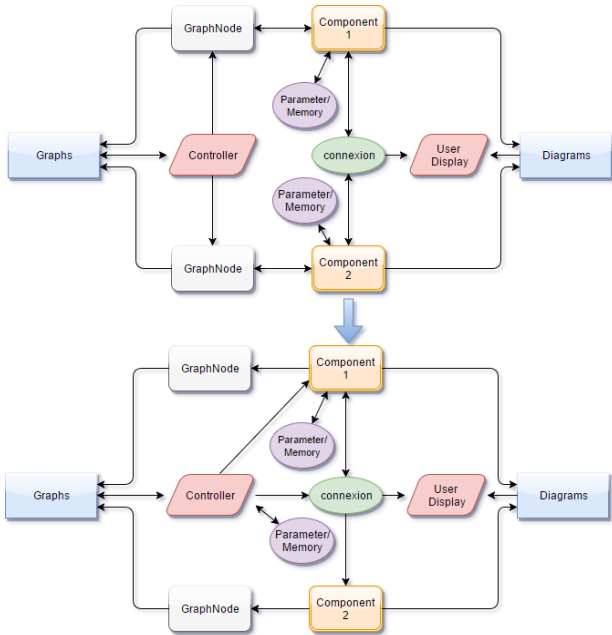 GraphNode
Component
1
Parameter/
Memory
Graphs
Controller
connexion
User
Display
Diagrams
Parameter/
Memory
GraphNode
Component
2
GraphNode
Component
1
Parameter/
Memory
Graphs
Controller
connexion
User
Display
Diagrams
Parameter/
Memory
GraphNode
Component
2